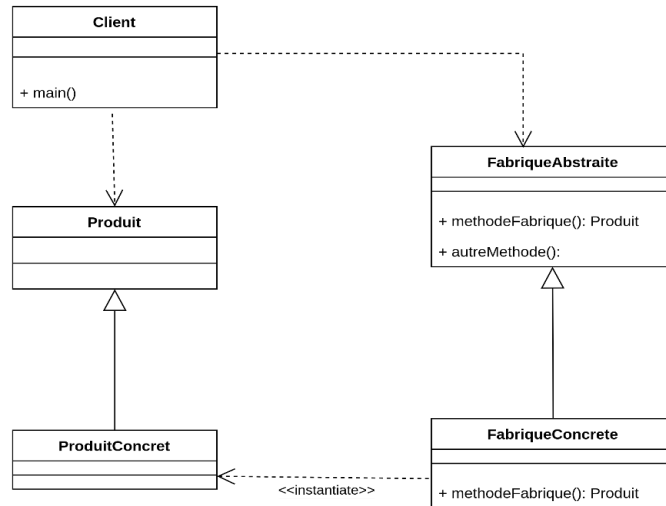 Client
+ main()
FabriqueAbstraite
+ methodeFabrique(): Produit
+ autreMethode():
Produit
ProduitConcret
FabriqueConcrete
+ methodeFabrique(): Produit
<<instantiate>>